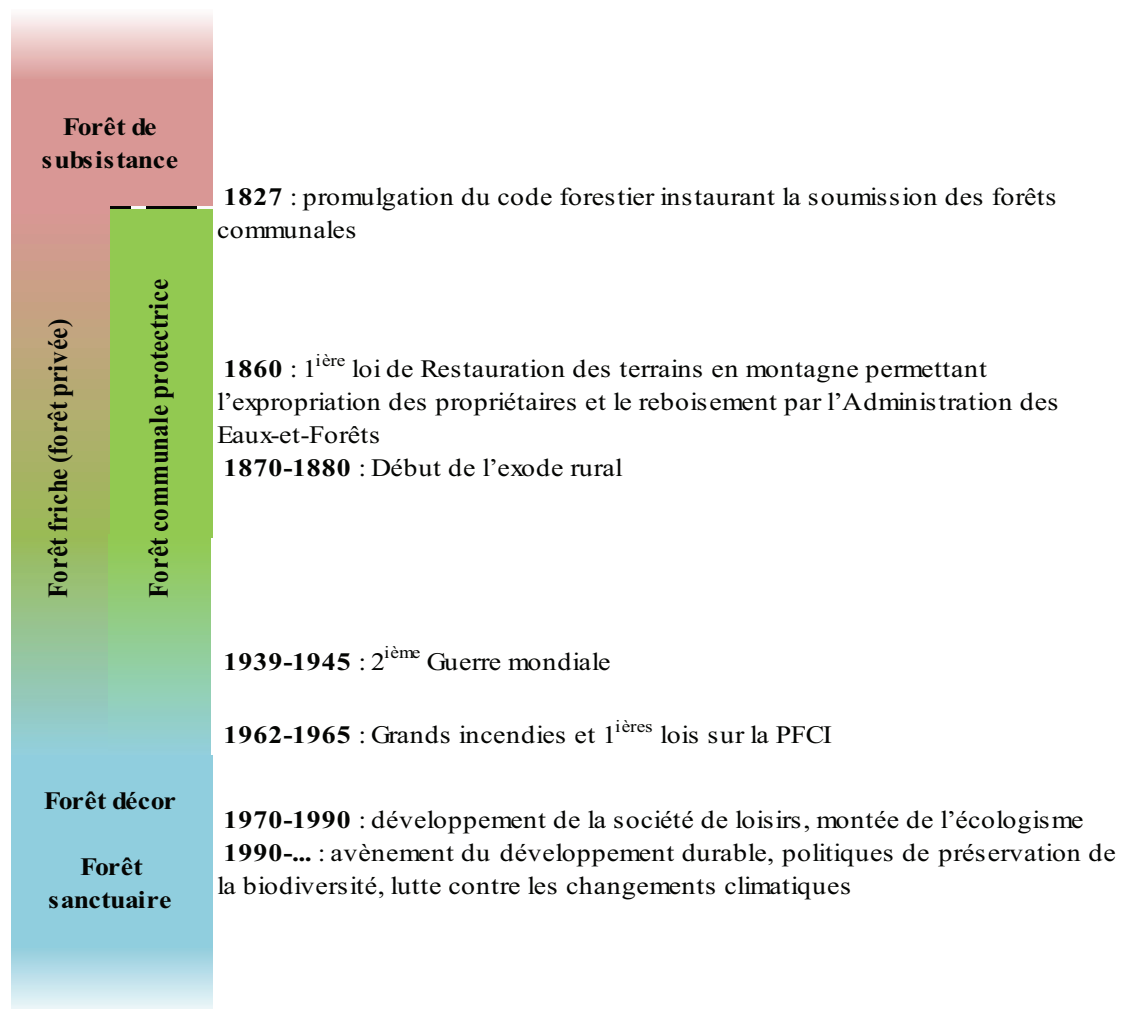 Forêt de
subsistance
1827 : promulgation du code forestier instaurant la soumission des forêts
communales
Forêt friche (forêt privée)
Forêt communale protectrice
1860 : 1ière loi de Restauration des terrains en montagne permettant
l’expropriation des propriétaires et le reboisement par l’Administration des
Eaux-et-Forêts
1870-1880 : Début de l’exode rural
1939-1945 : 2ième Guerre mondiale
1962-1965 : Grands incendies et 1ières lois sur la PFCI
Forêt décor
Forêt
sanctuaire
1970-1990 : développement de la société de loisirs, montée de l’écologisme
1990-... : avènement du développement durable, politiques de préservation de
la biodiversité, lutte contre les changements climatiques